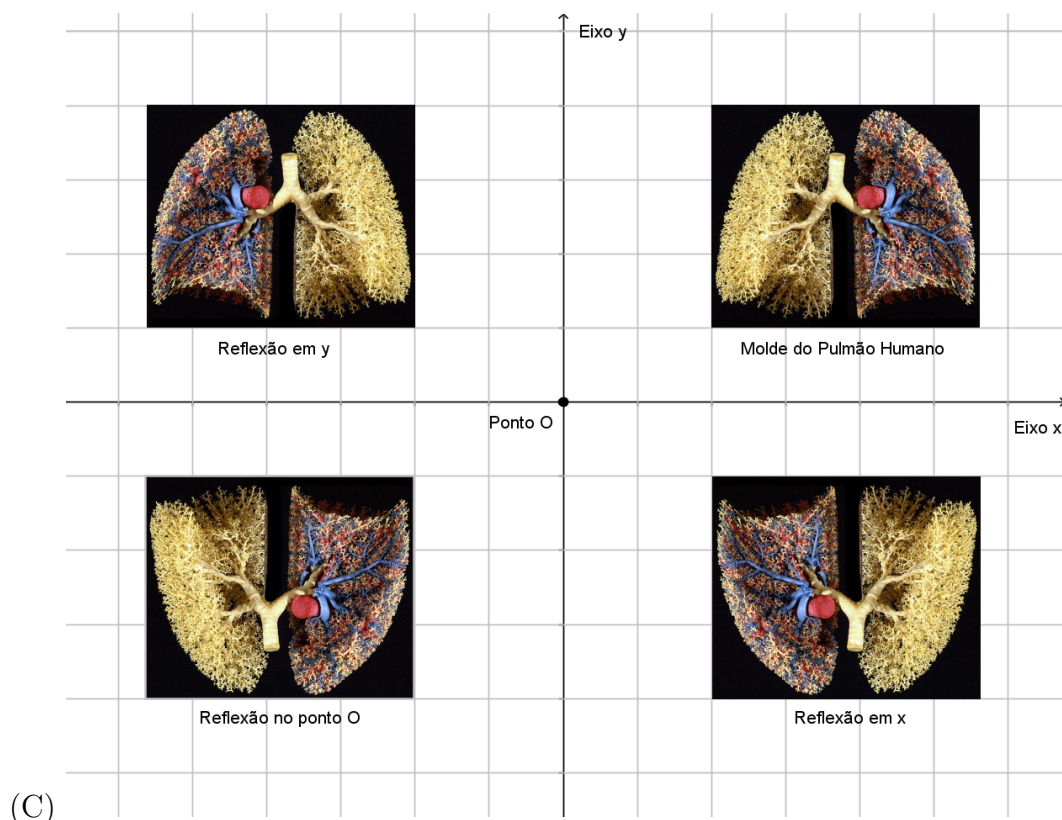 Eixo y
Reflexão em y
Molde do Pulmão Humano
Ponto O
Eixo x
Reflexão no ponto O
Reflexão em x
(C)